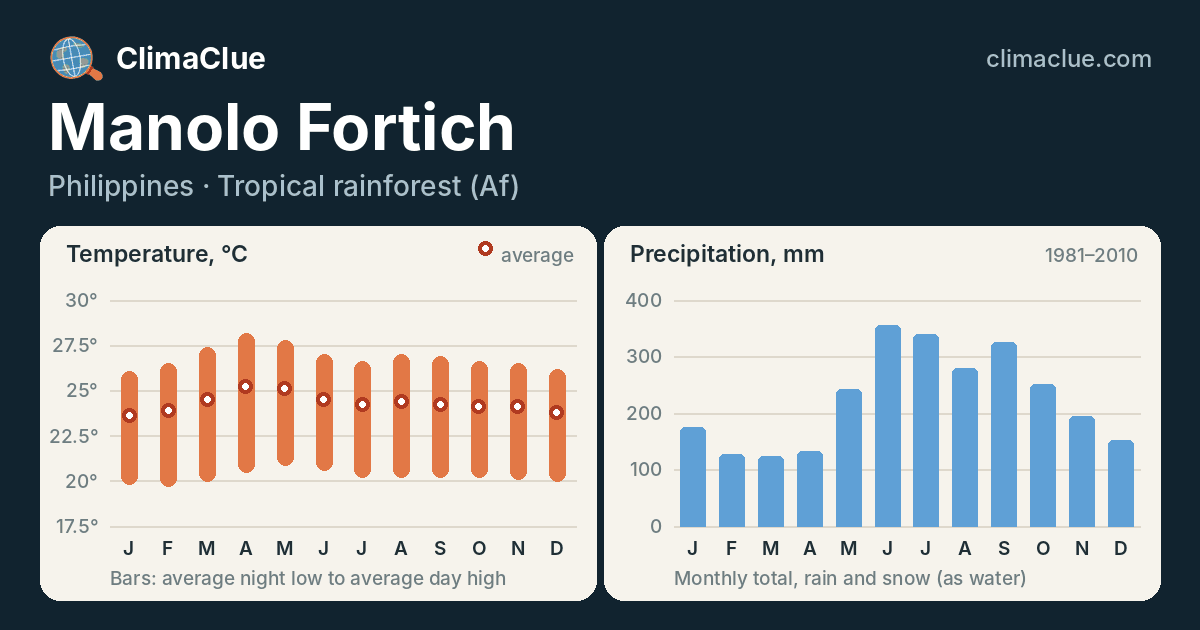 ClimaClue
climaclue.com
Manolo Fortich
Philippines · Tropical rainforest (Af)
Temperature, °C
average
30°
27.5°
25°
22.5°
20°
17.5°
J F M A M J J A S O N D
Bars: average night low to average day high
Precipitation, mm
1981–2010
400
300
200
100
0
J F M A M J J A S O N D
Monthly total, rain and snow (as water)